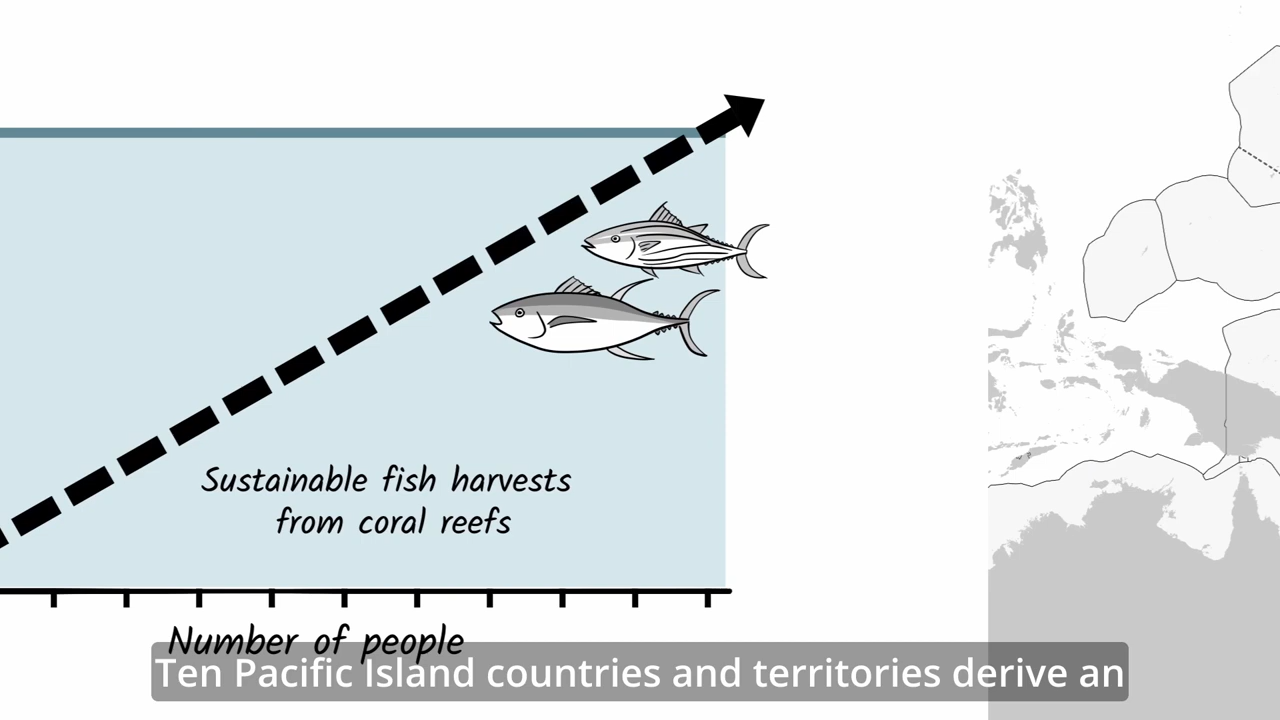 Sustainable fish harvests
from coral reefs
Number of people
Ten Pacific Island countries and territories derive an